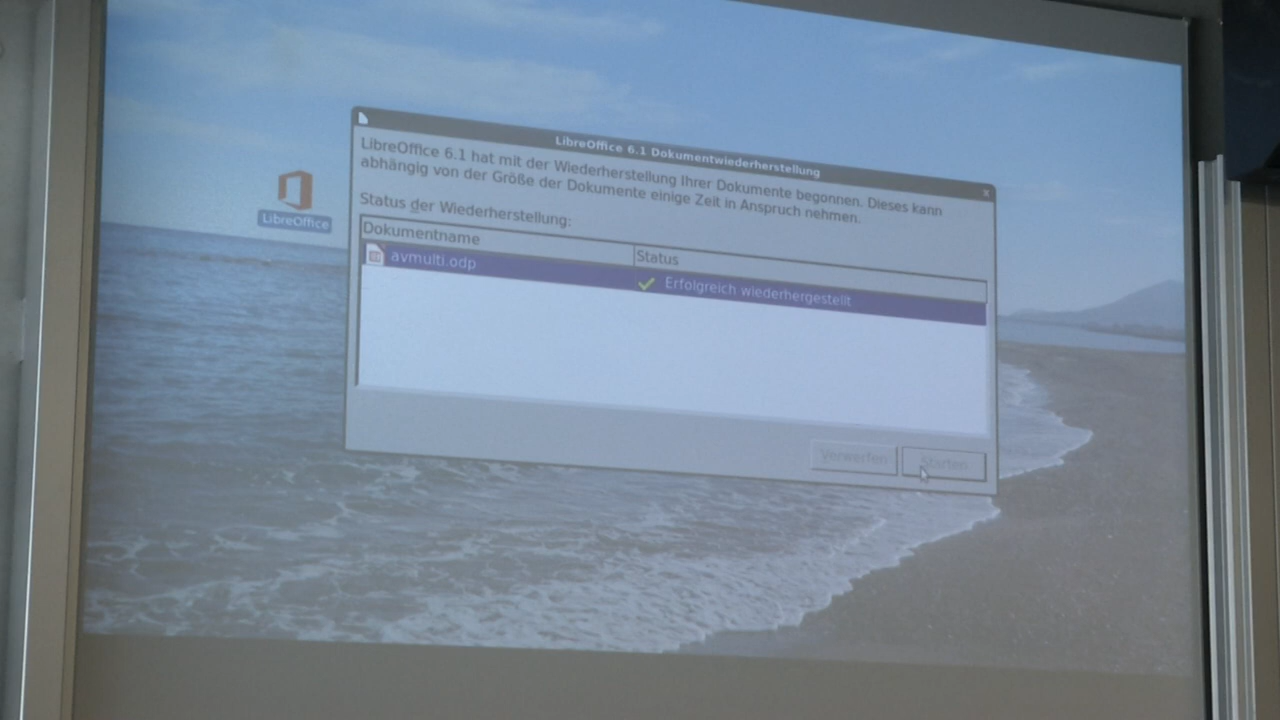 LibreOffice 6.1 Dokumentwiederherstellung
LibreOffice 6.1 hat mit der Wiederherstellung Ihrer Dokumente begonnen. Dieses kann
abhängig von der Größe der Dokumente einige Zeit in Anspruch nehmen.
LibreOffice
Status der Wiederherstellung:
Dokumentname Status
avmulti.odp Erfolgreich wiederhergestellt
Verwerfen Starten